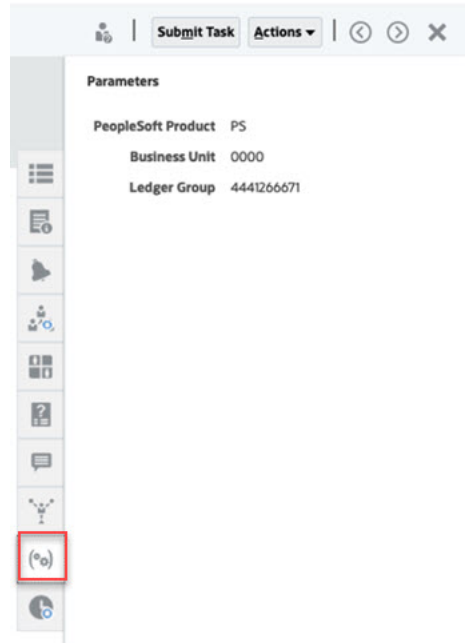 Submit Task Actions
Parameters
PeopleSoft Product PS
Business Unit 0000
Ledger Group 4441266671